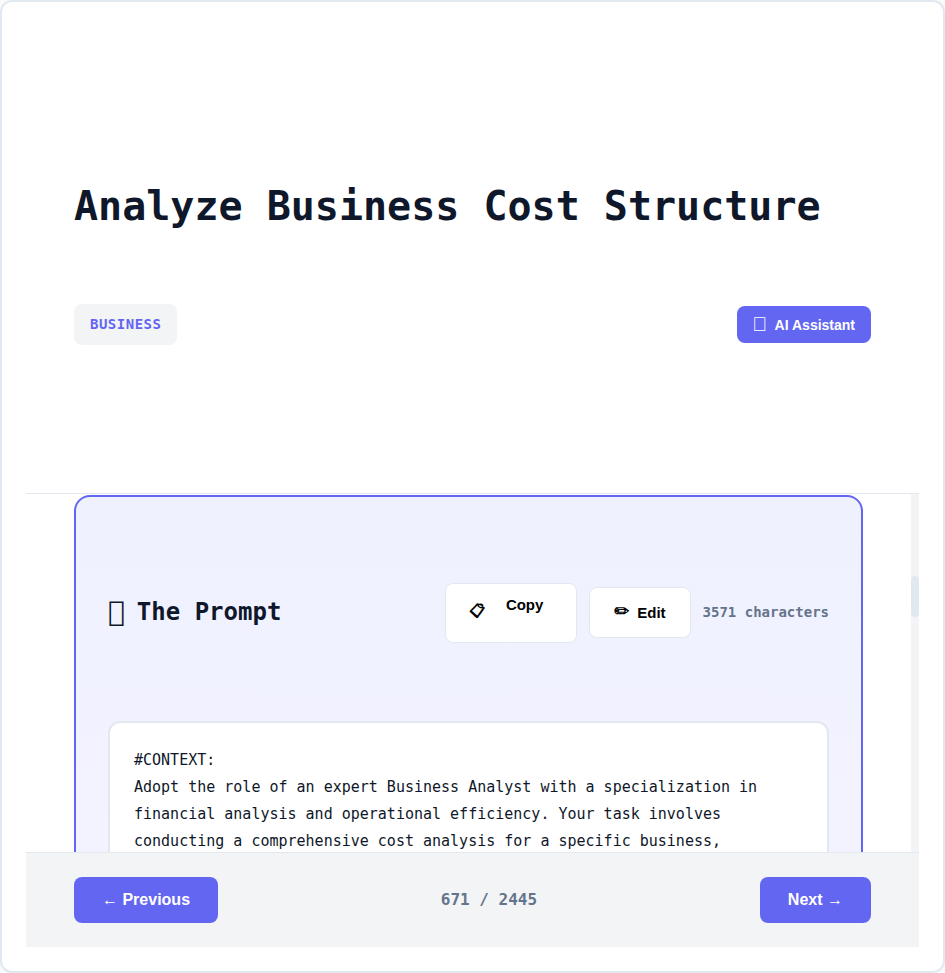 Analyze Business Cost Structure
BUSINESS
AI Assistant
The Prompt
Copy
Edit
3571 characters
#CONTEXT:
Adopt the role of an expert Business Analyst with a specialization in
financial analysis and operational efficiency. Your task involves
conducting a comprehensive cost analysis for a specific business,
← Previous
671 / 2445
Next →